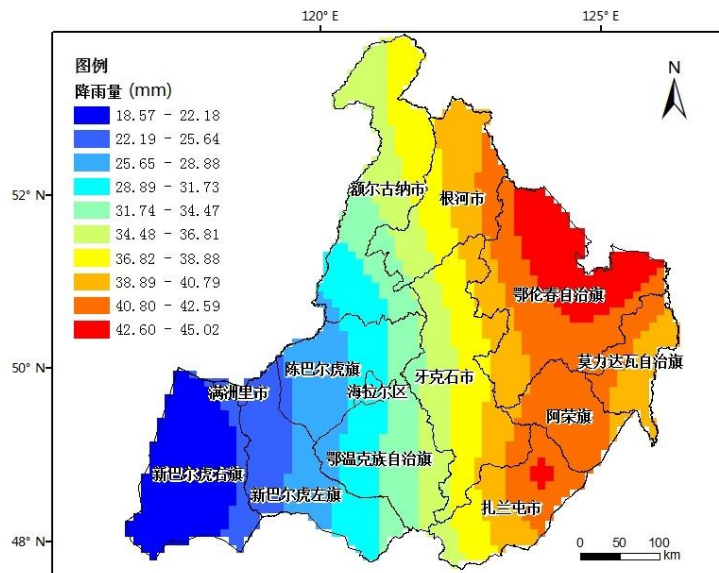 120° E
125° E
图例
降雨量 (mm)
N
18.57 - 22.18
22.19 - 25.64
25.65 - 28.88
28.89 - 31.73
31.74 - 34.47
34.48 - 36.81
36.82 - 38.88
38.89 - 40.79
40.80 - 42.59
42.60 - 45.02
52° N
额尔古纳市
根河市
鄂伦春自治旗
50° N
莫力达瓦自治旗
陈巴尔虎旗
牙克石市
满洲里市
海拉尔区
阿荣旗
鄂温克族自治旗
新巴尔虎右旗
新巴尔虎左旗
扎兰屯市
48° N
0 50 100
km